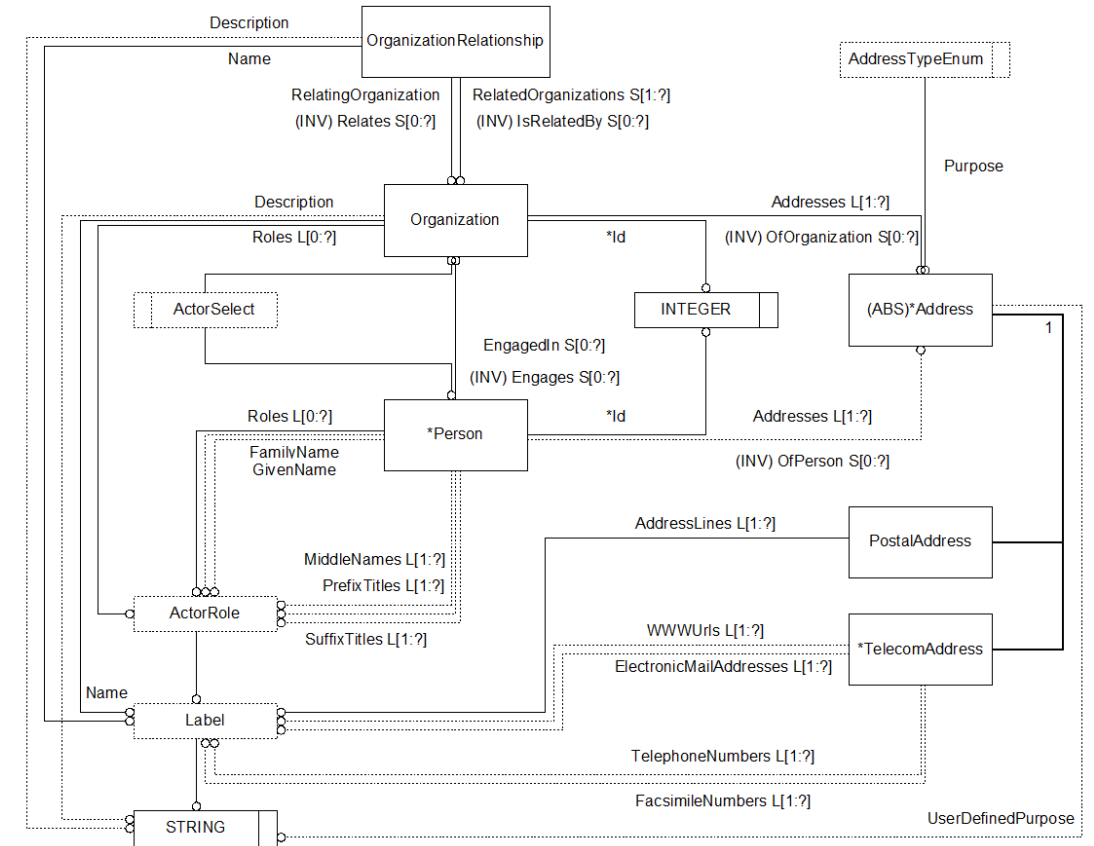 Description
OrganizationRelationship
Name
AddressTypeEnum
RelatingOrganization
RelatedOrganizations S[1:?]
(INV) Relates S[0:?]
(INV) IsRelatedBy S[0:?]
Purpose
Description
Addresses L[1:?]
Organization
Roles L[0:?]
*Id
(INV) OfOrganization S[0:?]
ActorSelect
INTEGER
(ABS)*Address
1
EngagedIn S[0:?]
(INV) Engages S[0:?]
Roles L[0:?]
*Id
Addresses L[1:?]
*Person
FamilyName
GivenName
(INV) OfPerson S[0:?]
AddressLines L[1:?]
PostalAddress
MiddleNames L[1:?]
PrefixTitles L[1:?]
ActorRole
SuffixTitles L[1:?]
WWWUrls L[1:?]
*TelecomAddress
ElectronicMailAddresses L[1:?]
Name
Label
TelephoneNumbers L[1:?]
FacsimileNumbers L[1:?]
UserDefinedPurpose
STRING